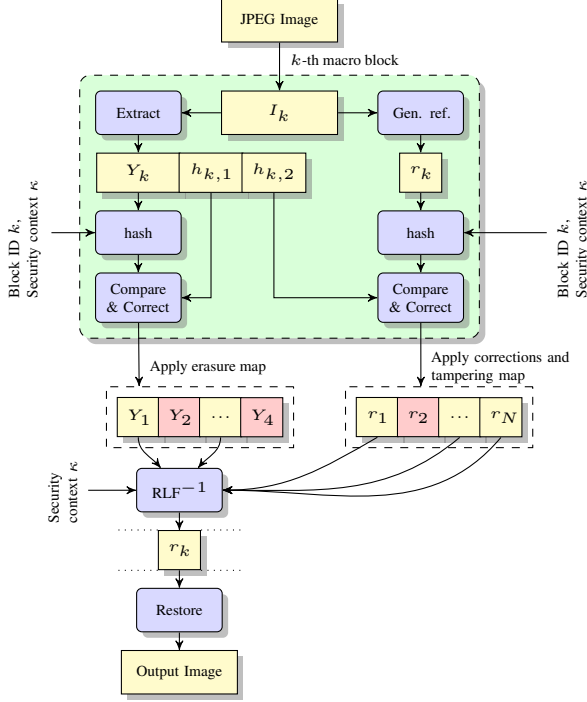 JPEG Image
k-th macro block
Extract
I_k
Gen. ref.
Y_k
h_{k,1}
h_{k,2}
r_k
Block ID k,
Security context κ
hash
hash
Block ID k,
Security context κ
Compare
& Correct
Compare
& Correct
Apply erasure map
Apply corrections and
tampering map
Y_1
Y_2
...
Y_4
r_1
r_2
...
r_N
Security
context κ
RLF^{-1}
r_k
Restore
Output Image